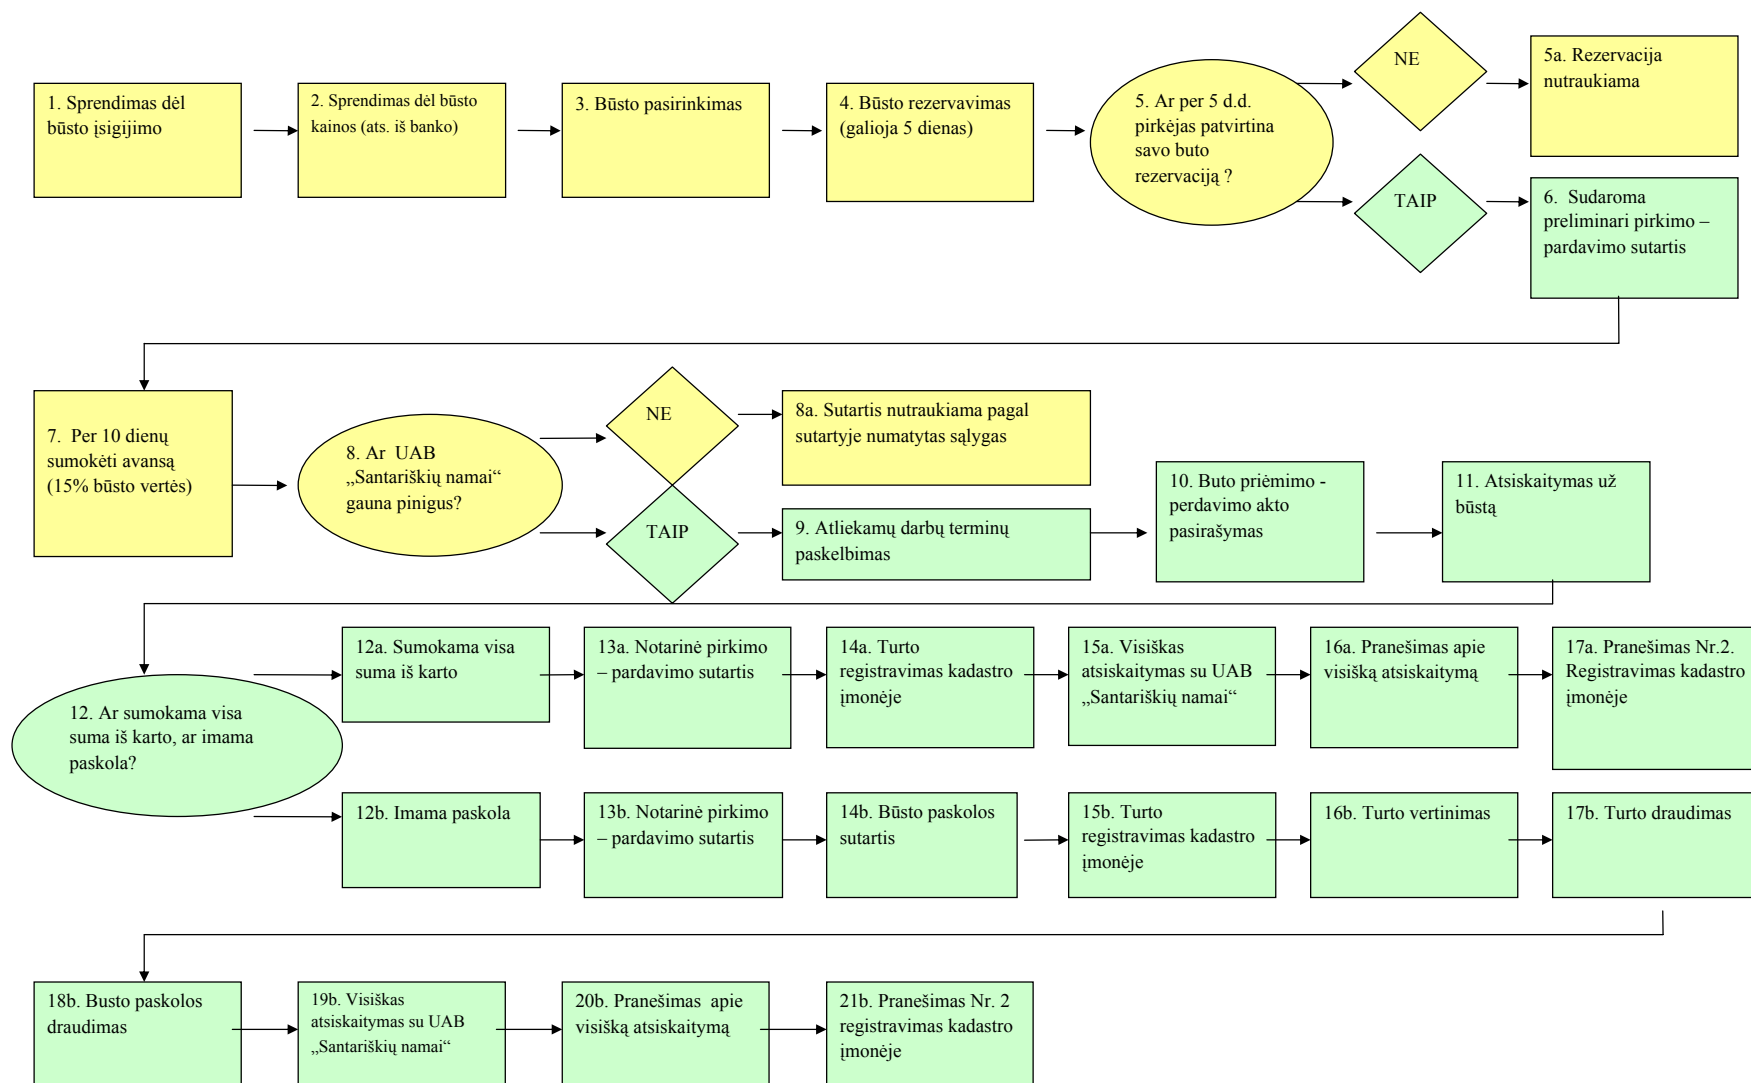 1. Sprendimas dėl
būsto įsigijimo
2. Sprendimas dėl būsto
kainos (ats. iš banko)
3. Būsto pasirinkimas
4. Būsto rezervavimas
(galioja 5 dienas)
5. Ar per 5 d.d.
pirkėjas patvirtina
savo buto
rezervaciją ?
NE
5a. Rezervacija
nutraukiama
TAIP
6. Sudaroma
preliminari pirkimo –
pardavimo sutartis
7. Per 10 dienų
sumokėti avansą
(15% būsto vertės)
8. Ar UAB
„Santariškių namai“
gauna pinigus?
NE
8a. Sutartis nutraukiama pagal
sutartyje numatytas sąlygas
TAIP
9. Atliekamų darbų terminų
paskelbimas
10. Buto priėmimo -
perdavimo akto
pasirašymas
11. Atsiskaitymas už
būstą
12. Ar sumokama visa
suma iš karto, ar imama
paskola?
12a. Sumokama visa
suma iš karto
13a. Notarinė pirkimo
– pardavimo sutartis
14a. Turto
registravimas kadastro
įmonėje
15a. Visiškas
atsiskaitymas su UAB
„Santariškių namai“
16a. Pranešimas apie
visišką atsiskaitymą
17a. Pranešimas Nr.2.
Registravimas kadastro
įmonėje
12b. Imama paskola
13b. Notarinė pirkimo
– pardavimo sutartis
14b. Būsto paskolos
sutartis
15b. Turto
registravimas kadastro
įmonėje
16b. Turto vertinimas
17b. Turto draudimas
18b. Busto paskolos
draudimas
19b. Visiškas
atsiskaitymas su UAB
„Santariškių namai“
20b. Pranešimas apie
visišką atsiskaitymą
21b. Pranešimas Nr. 2
registravimas kadastro
įmonėje